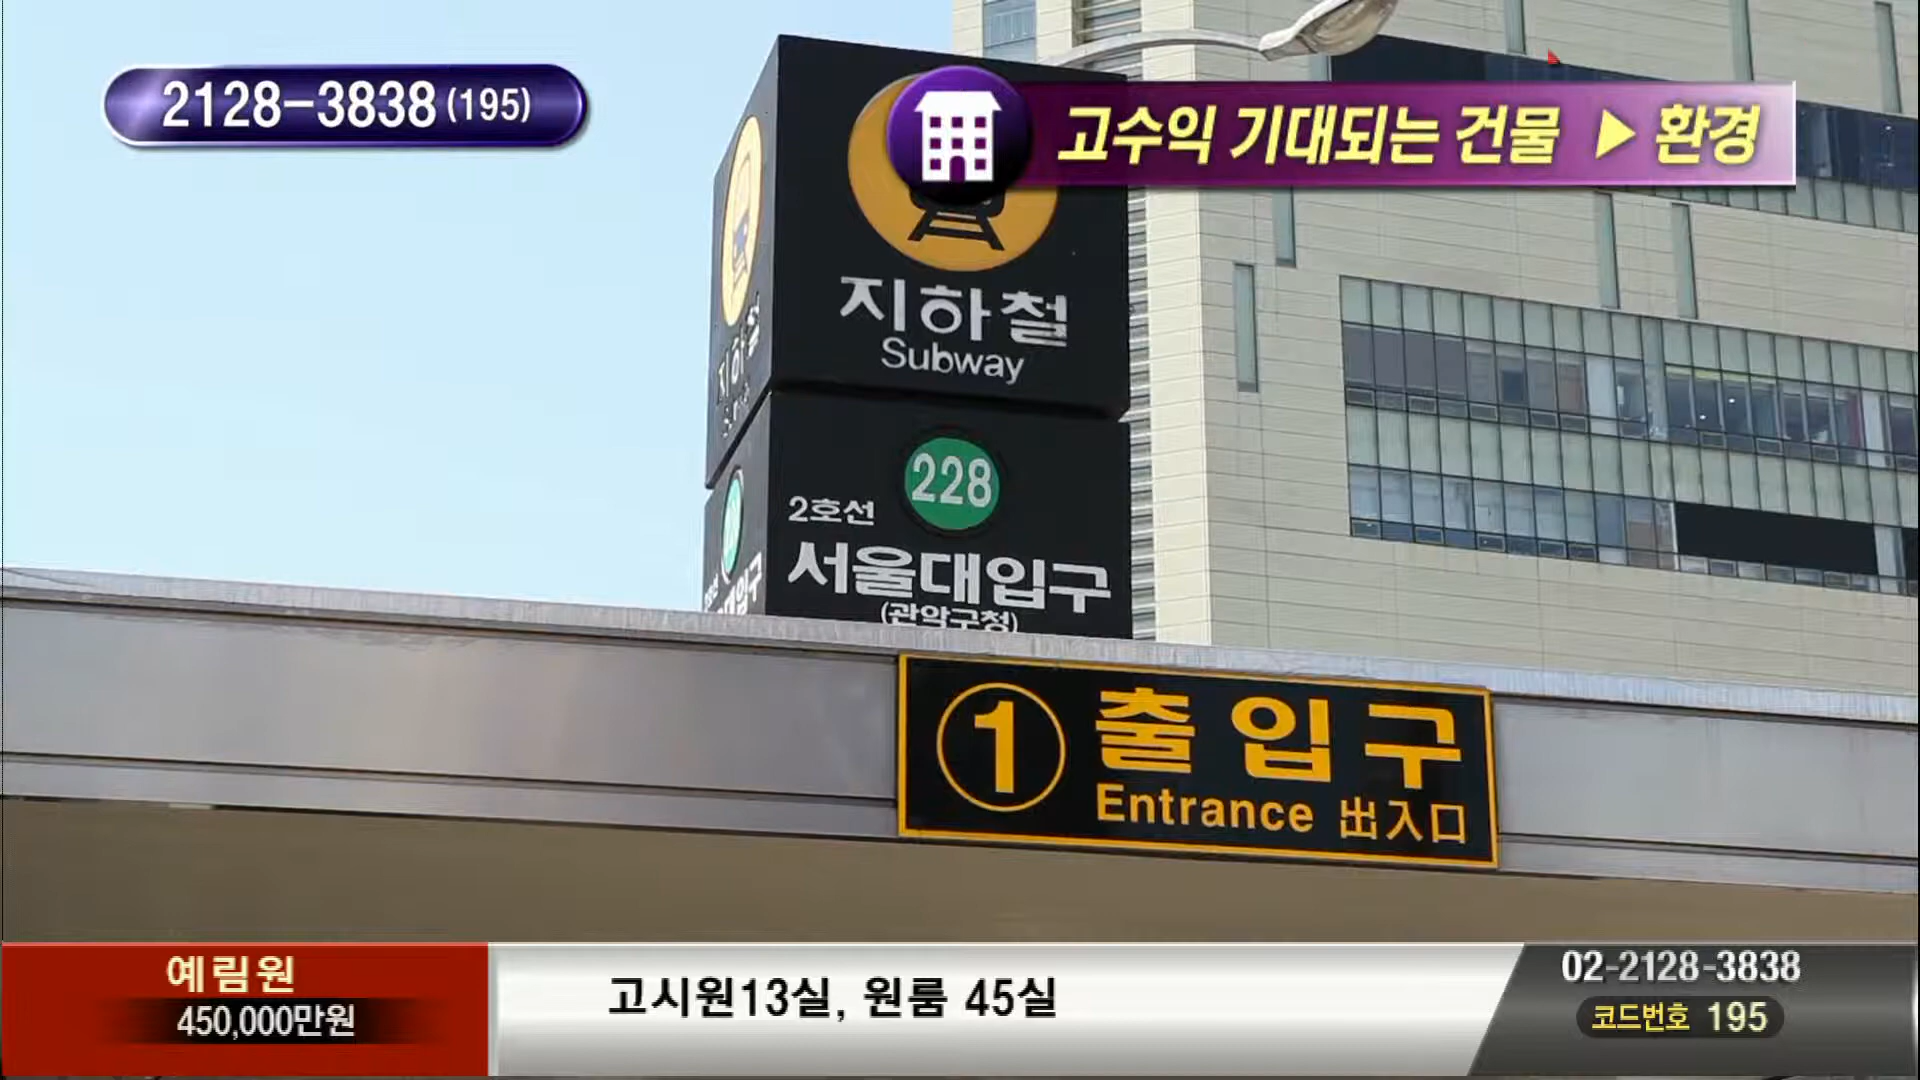 2128-3838(195)
고수익 기대되는 건물 ▶ 환경
지하철
Subway
228
2호선
서울대입구
(관악구청)
1 출입구
Entrance 出入口
예림원
450,000만원
고시원13실, 원룸 45실
02-2128-3838
코드번호 195